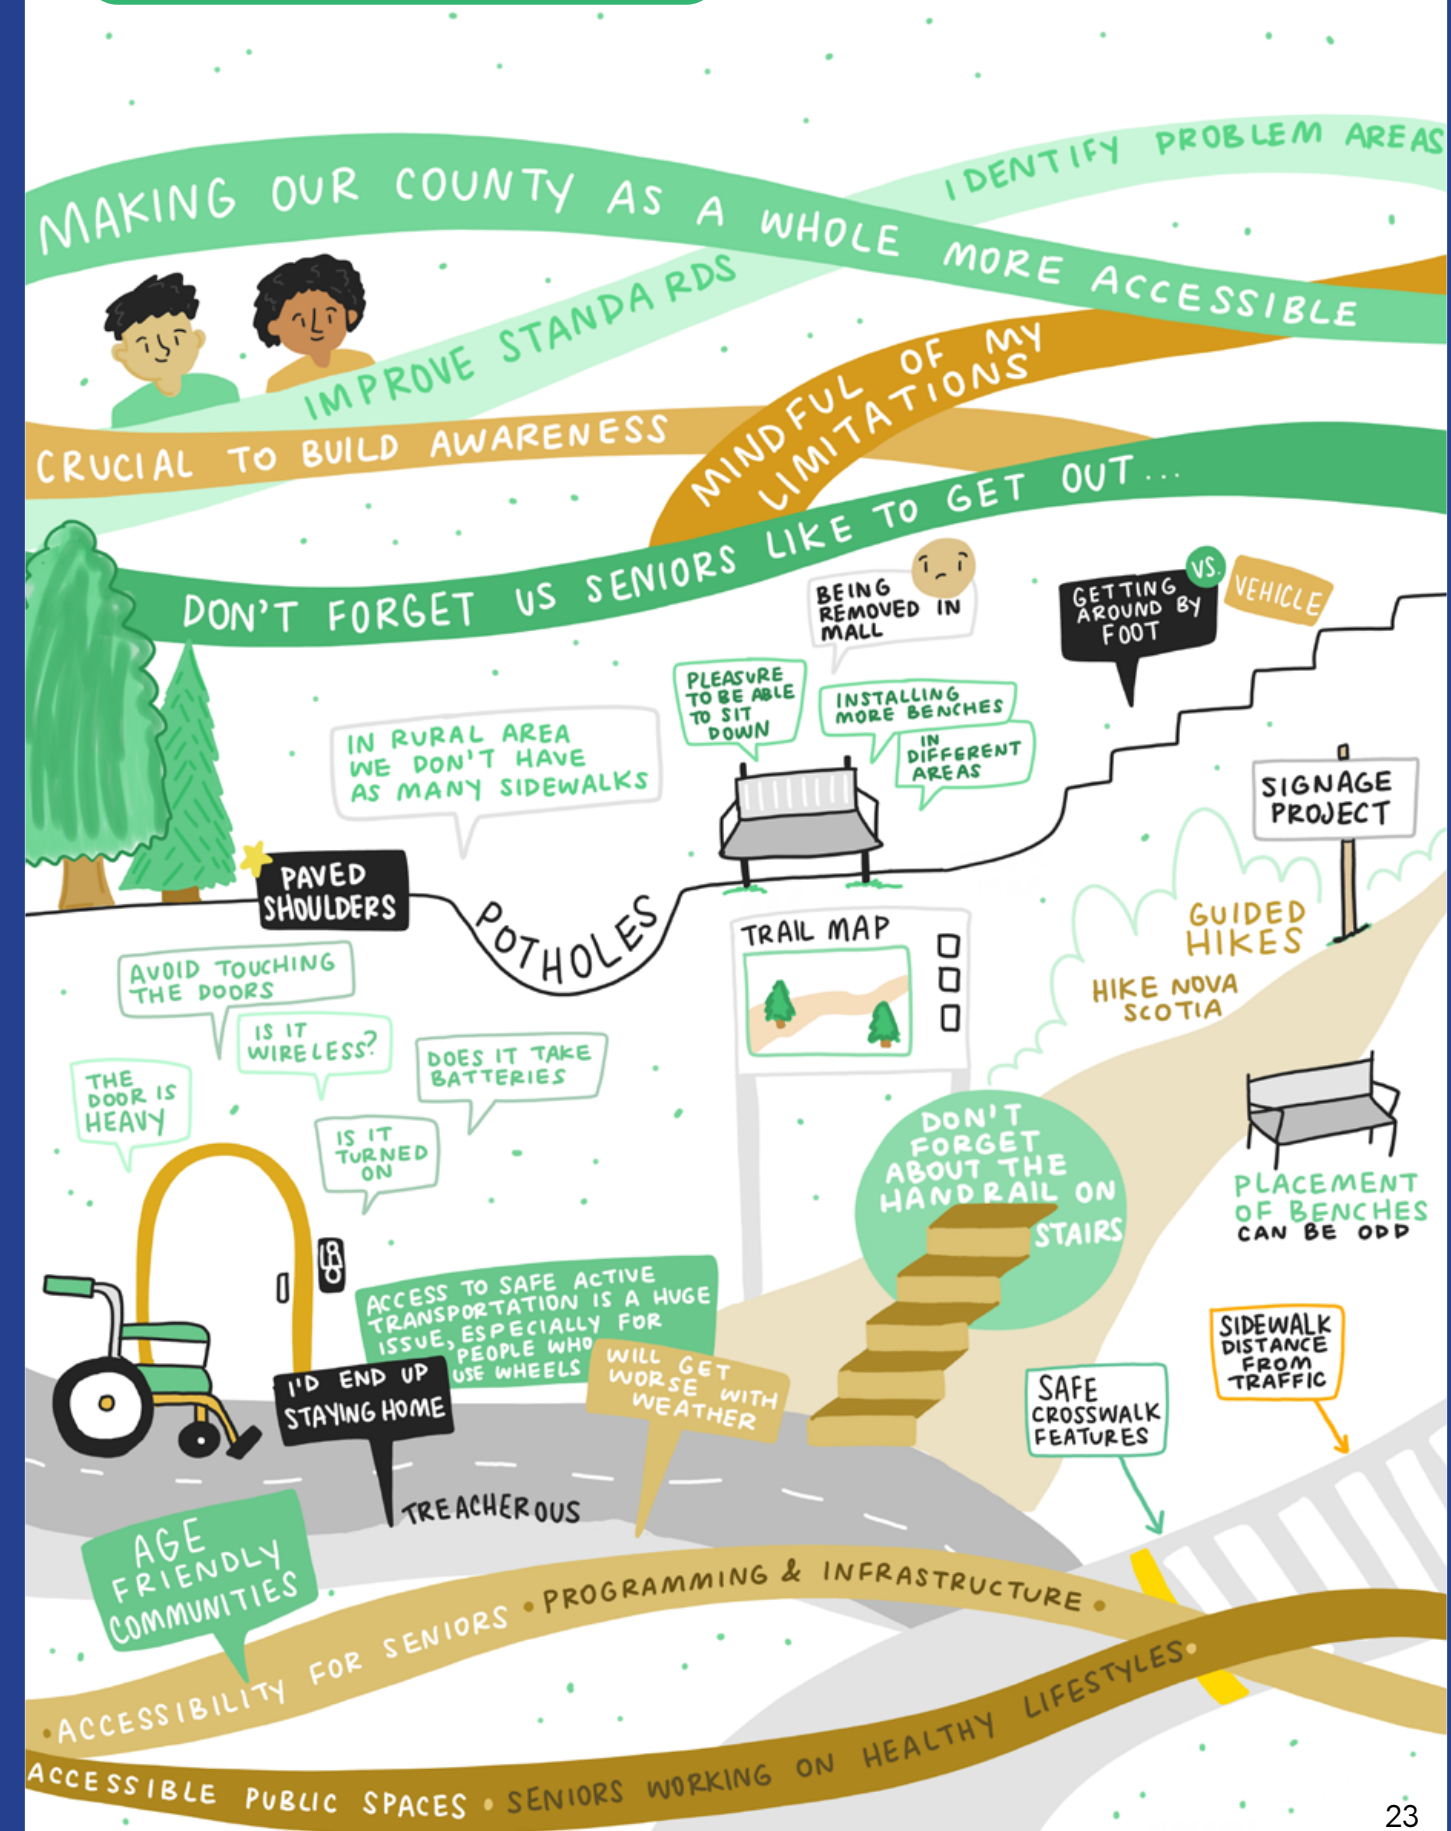 IDENTIFY PROBLEM AREAS
MAKING OUR COUNTY AS A WHOLE MORE ACCESSIBLE
IMPROVE STANDARDS
MINDFUL OF MY
LIMITATIONS
CRUCIAL TO BUILD AWARENESS
DON'T FORGET US SENIORS LIKE TO GET OUT...
BEING
REMOVED IN
MALL
GETTING
AROUND BY
FOOT
VS.
VEHICLE
PLEASURE
TO BE ABLE
TO SIT
DOWN
INSTALLING
MORE BENCHES
IN
DIFFERENT
AREAS
IN RURAL AREA
WE DON'T HAVE
AS MANY SIDEWALKS
SIGNAGE
PROJECT
PAVED
SHOULDERS
POTHOLES
TRAIL MAP
GUIDED
HIKES
HIKE NOVA
SCOTIA
AVOID TOUCHING
THE DOORS
IS IT
WIRELESS?
DOES IT TAKE
BATTERIES
THE
DOOR IS
HEAVY
IS IT
TURNED
ON
DON'T
FORGET
ABOUT THE
HANDRAIL ON
STAIRS
PLACEMENT
OF BENCHES
CAN BE ODD
ACCESS TO SAFE ACTIVE
TRANSPORTATION IS A HUGE
ISSUE, ESPECIALLY FOR
PEOPLE WHO
USE WHEELS
I'D END UP
STAYING HOME
WILL GET
WORSE WITH
WEATHER
SIDEWALK
DISTANCE
FROM
TRAFFIC
SAFE
CROSSWALK
FEATURES
TREACHEROUS
AGE
FRIENDLY
COMMUNITIES
•ACCESSIBILITY FOR SENIORS • PROGRAMMING & INFRASTRUCTURE •
ACCESSIBLE PUBLIC SPACES • SENIORS WORKING ON HEALTHY LIFESTYLES•
23